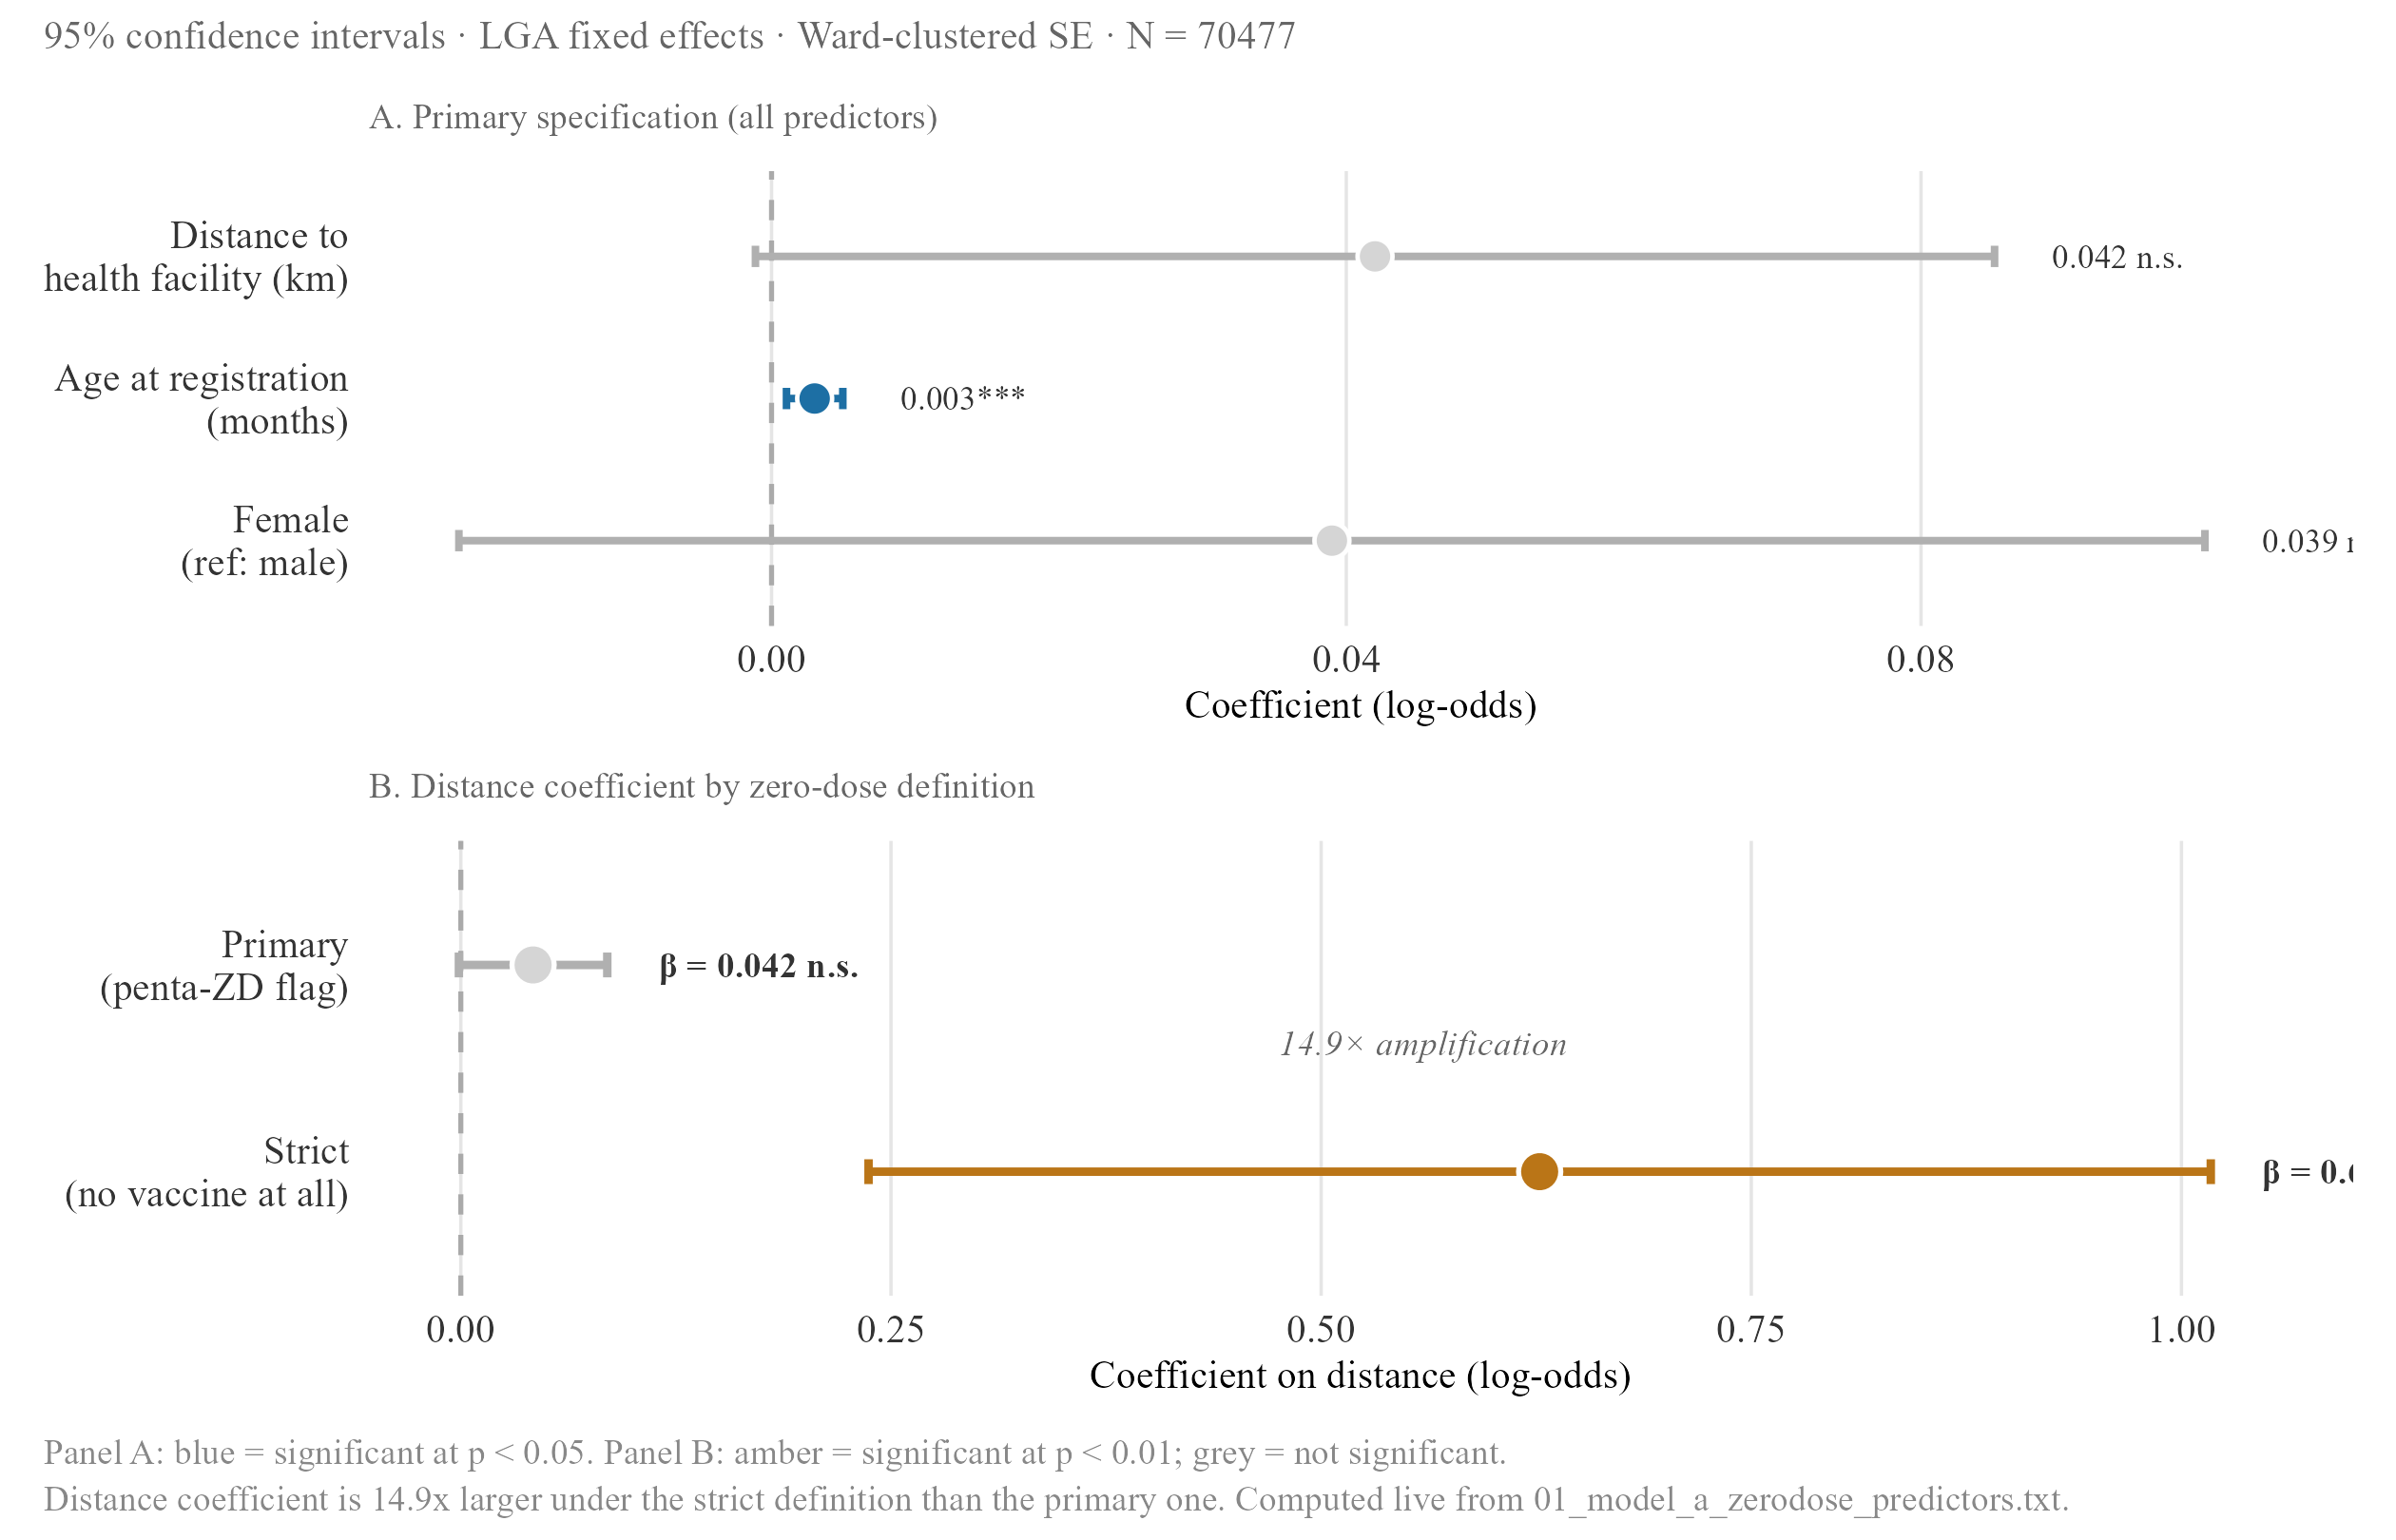 95% confidence intervals · LGA fixed effects · Ward-clustered SE · N = 70477
A. Primary specification (all predictors)
Distance to
health facility (km)
0.042 n.s.
Age at registration
(months)
0.003***
Female
(ref: male)
0.039
0.00 0.04 0.08
Coefficient (log-odds)
B. Distance coefficient by zero-dose definition
Primary
(penta-ZD flag)
β = 0.042 n.s.
14.9× amplification
Strict
(no vaccine at all)
β =
0.00 0.25 0.50 0.75 1.00
Coefficient on distance (log-odds)
Panel A: blue = significant at p < 0.05. Panel B: amber = significant at p < 0.01; grey = not significant.
Distance coefficient is 14.9x larger under the strict definition than the primary one. Computed live from 01_model_a_zerodose_predictors.txt.